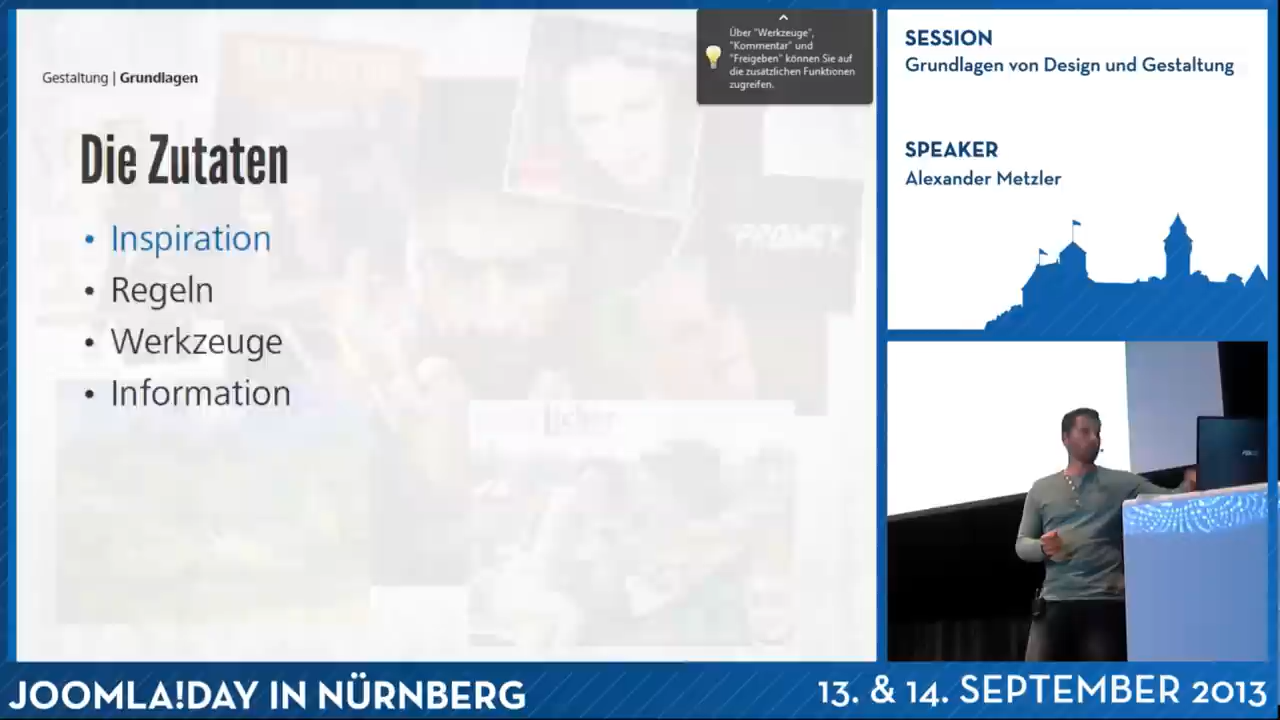 Gestaltung | Grundlagen
Die Zutaten
• Inspiration
• Regeln
• Werkzeuge
• Information
Über "Werkzeuge",
"Kommentar" und
"Freigeben" können Sie auf
die zusätzlichen Funktionen
zugreifen.
SESSION
Grundlagen von Design und Gestaltung
SPEAKER
Alexander Metzler
JOOMLA!DAY IN NÜRNBERG
13. & 14. SEPTEMBER 2013